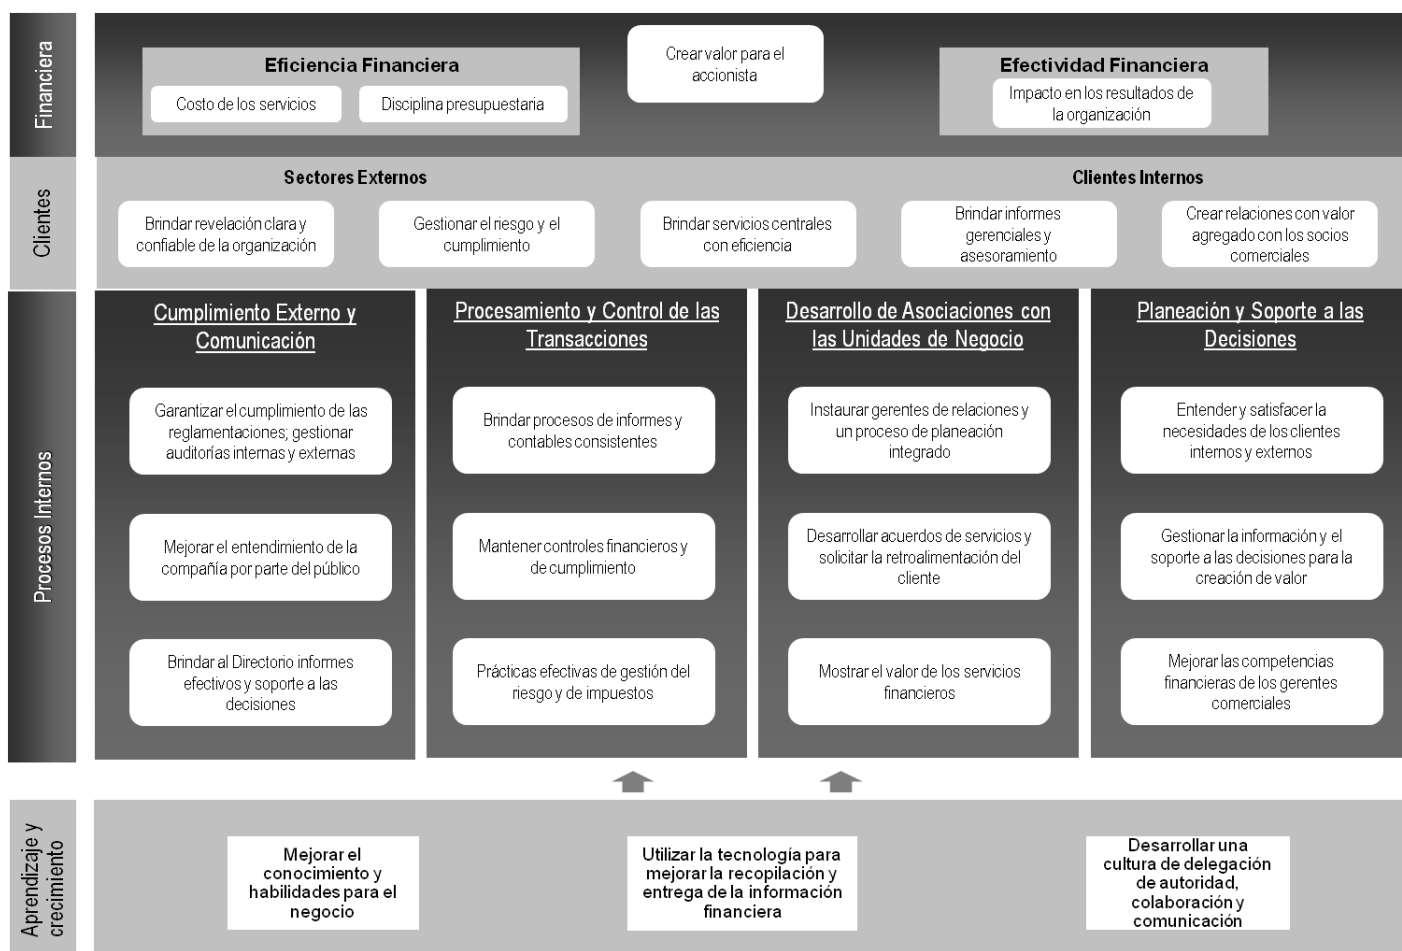 Financiera
Eficiencia Financiera
Costo de los servicios
Disciplina presupuestaria
Crear valor para el
accionista
Efectividad Financiera
Impacto en los resultados de
la organización
Clientes
Sectores Externos
Clientes Internos
Brindar revelación clara y
confiable de la organización
Gestionar el riesgo y el
cumplimiento
Brindar servicios centrales
con eficiencia
Brindar informes
gerenciales y
asesoramiento
Crear relaciones con valor
agregado con los socios
comerciales
Procesos Internos
Cumplimiento Externo y
Comunicación
Garantizar el cumplimiento de las
reglamentaciones; gestionar
auditorías internas y externas
Mejorar el entendimiento de la
compañía por parte del público
Brindar al Directorio informes
efectivos y soporte a las
decisiones
Procesamiento y Control de las
Transacciones
Brindar procesos de informes y
contables consistentes
Mantener controles financieros y
de cumplimiento
Prácticas efectivas de gestión del
riesgo y de impuestos
Desarrollo de Asociaciones con
las Unidades de Negocio
Instaurar gerentes de relaciones y
un proceso de planeación
integrado
Desarrollar acuerdos de servicios y
solicitar la retroalimentación del
cliente
Mostrar el valor de los servicios
financieros
Planeación y Soporte a las
Decisiones
Entender y satisfacer la
necesidades de los clientes
internos y externos
Gestionar la información y el
soporte a las decisiones para la
creación de valor
Mejorar las competencias
financieras de los gerentes
comerciales
Aprendizaje y
crecimiento
Mejorar el
conocimiento y
habilidades para el
negocio
Utilizar la tecnología para
mejorar la recopilación y
entrega de la información
financiera
Desarrollar una
cultura de delegación
de autoridad,
colaboración y
comunicación